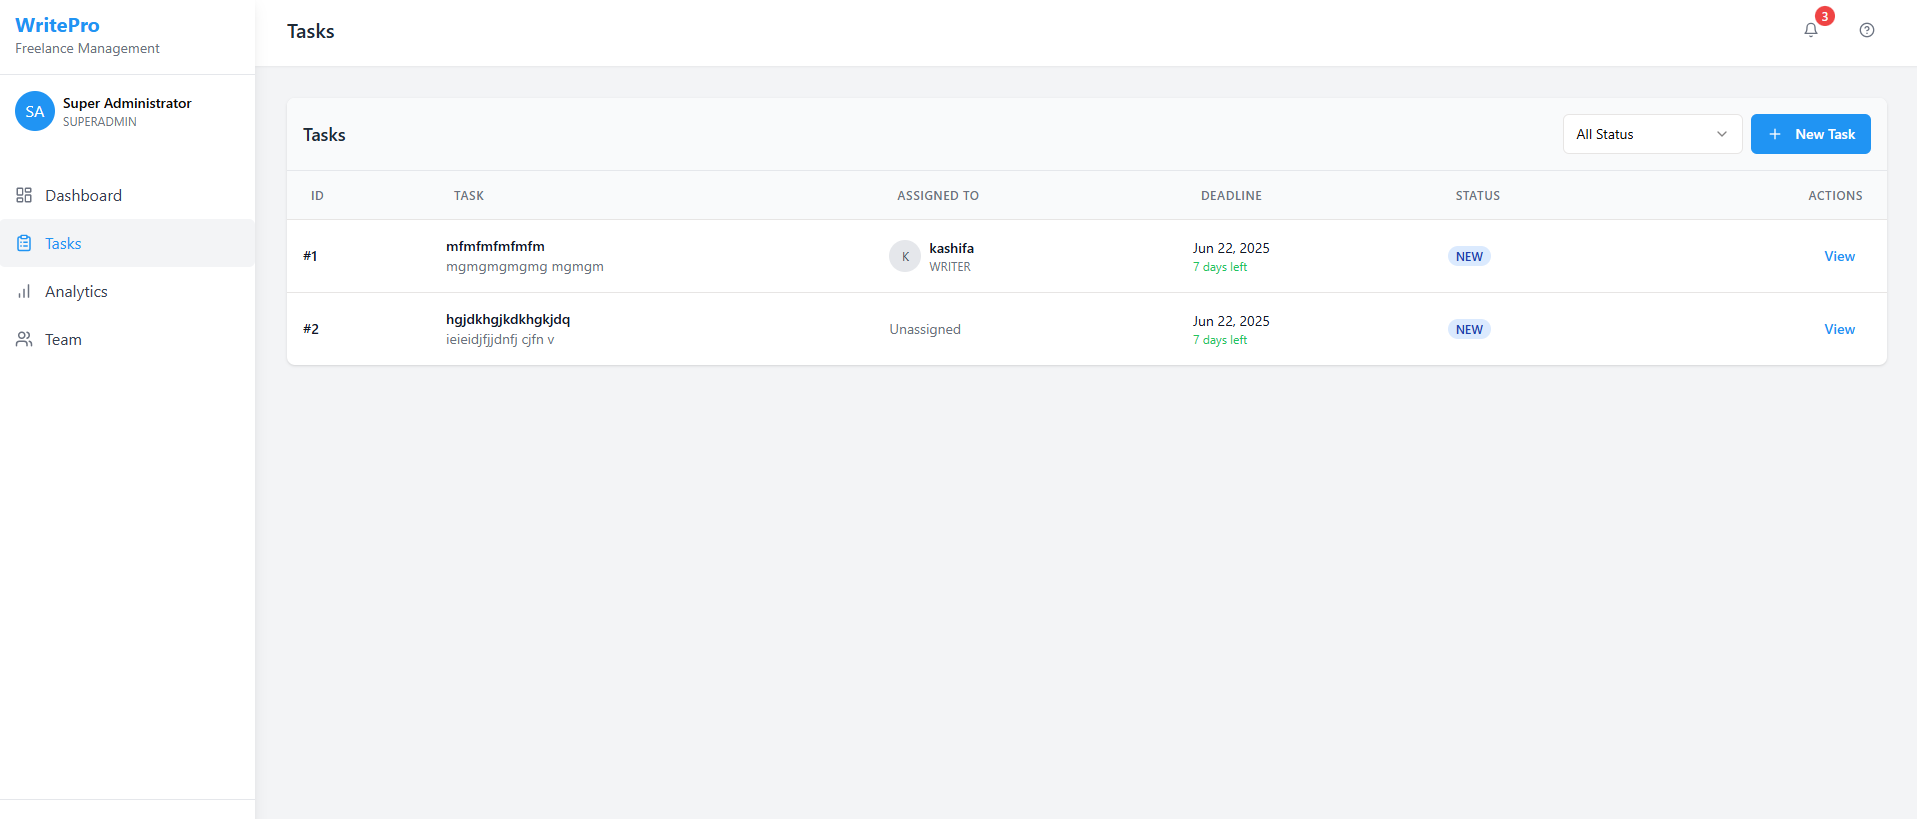 WritePro
Freelance Management
SA
Super Administrator
SUPERADMIN
Dashboard
Tasks
Analytics
Team
Tasks
3
Tasks
All Status
New Task
ID TASK ASSIGNED TO DEADLINE STATUS ACTIONS
#1
mfmfmfmfmfm
mgmgmgmgmg mgmgm
K
kashifa
WRITER
Jun 22, 2025
7 days left
NEW
View
#2
hgjdkhgjkdkhgkjdq
ieieidjfjjdnfj cjfn v
Unassigned
Jun 22, 2025
7 days left
NEW
View